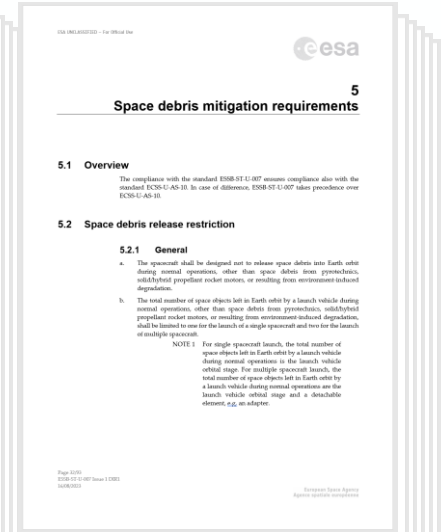 ESA UNCLASSIFIED – For Official Use
esa
5
Space debris mitigation requirements
5.1 Overview
The compliance with the standard ESSB-ST-U-007 ensures compliance also with the
standard ECSS-U-AS-10. In case of difference, ESSB-ST-U-007 takes precedence over
ECSS-U-AS-10.
5.2 Space debris release restriction
5.2.1 General
a. The spacecraft shall be designed not to release space debris into Earth orbit
during normal operations, other than space debris from pyrotechnics,
solid/hybrid propellant rocket motors, or resulting from environment-induced
degradation.
b. The total number of space objects left in Earth orbit by a launch vehicle during
normal operations, other than space debris from pyrotechnics, solid/hybrid
propellant rocket motors, or resulting from environment-induced degradation,
shall be limited to one for the launch of a single spacecraft and two for the launch
of multiple spacecraft.
NOTE 1 For single spacecraft launch, the total number of
space objects left in Earth orbit by a launch vehicle
during normal operations is the launch vehicle
orbital stage. For multiple spacecraft launch, the
total number of space objects left in Earth orbit by
a launch vehicle during normal operations are the
launch vehicle orbital stage and a detachable
element, e.g. an adapter.
ESSB-ST-U-007 Issue 1
European Space Agency
Agence spatiale européenne